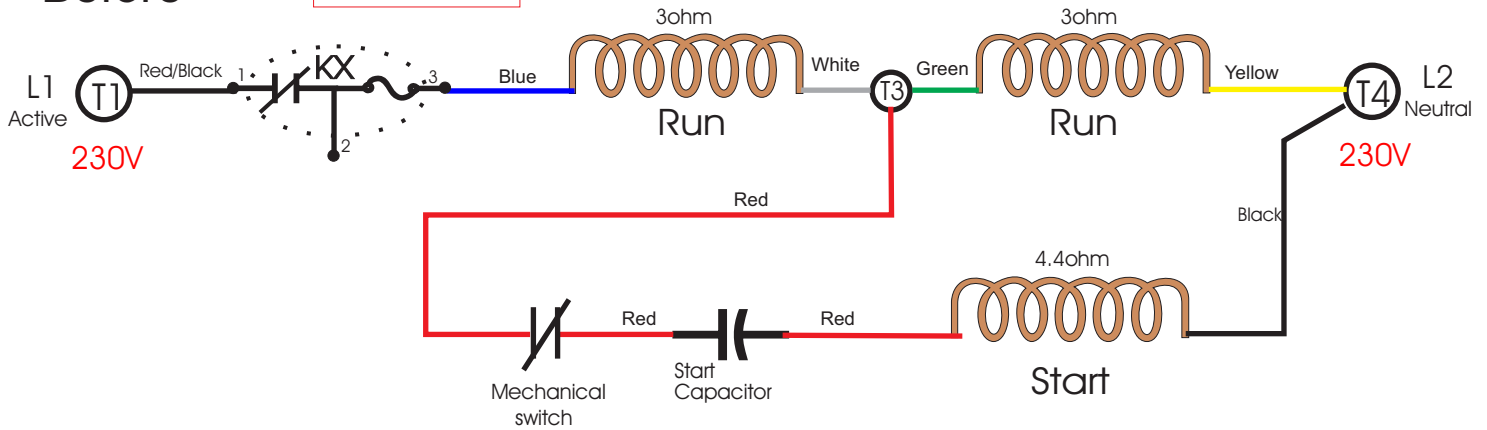 Before
3ohm
3ohm
L1
Active
T1
230V
Red/Black
1
KX
2
3
Blue
White
T3
Green
Yellow
T4
L2
Neutral
230V
Run
Run
Red
Black
4.4ohm
Red
Red
Mechanical
switch
Start
Capacitor
Start